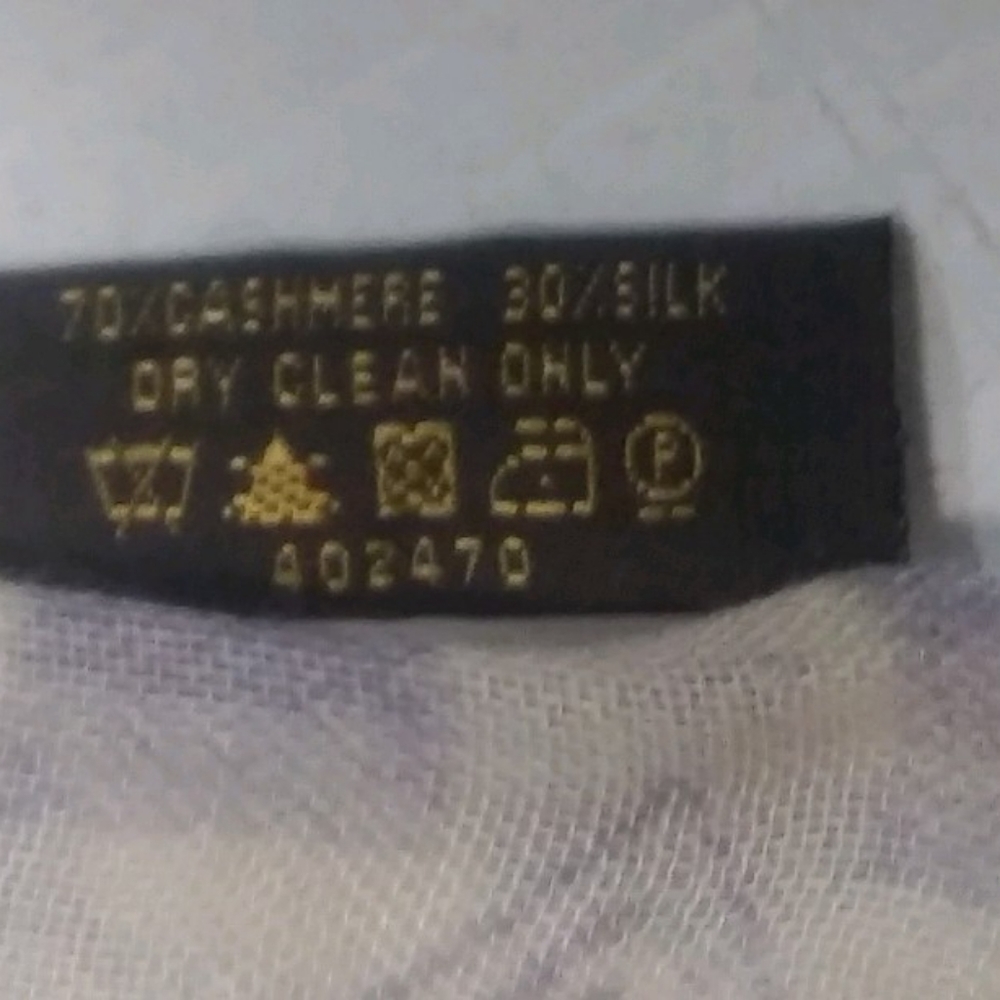 70%CASHMERE 30%SILK
DRY CLEAN ONLY
P
402470